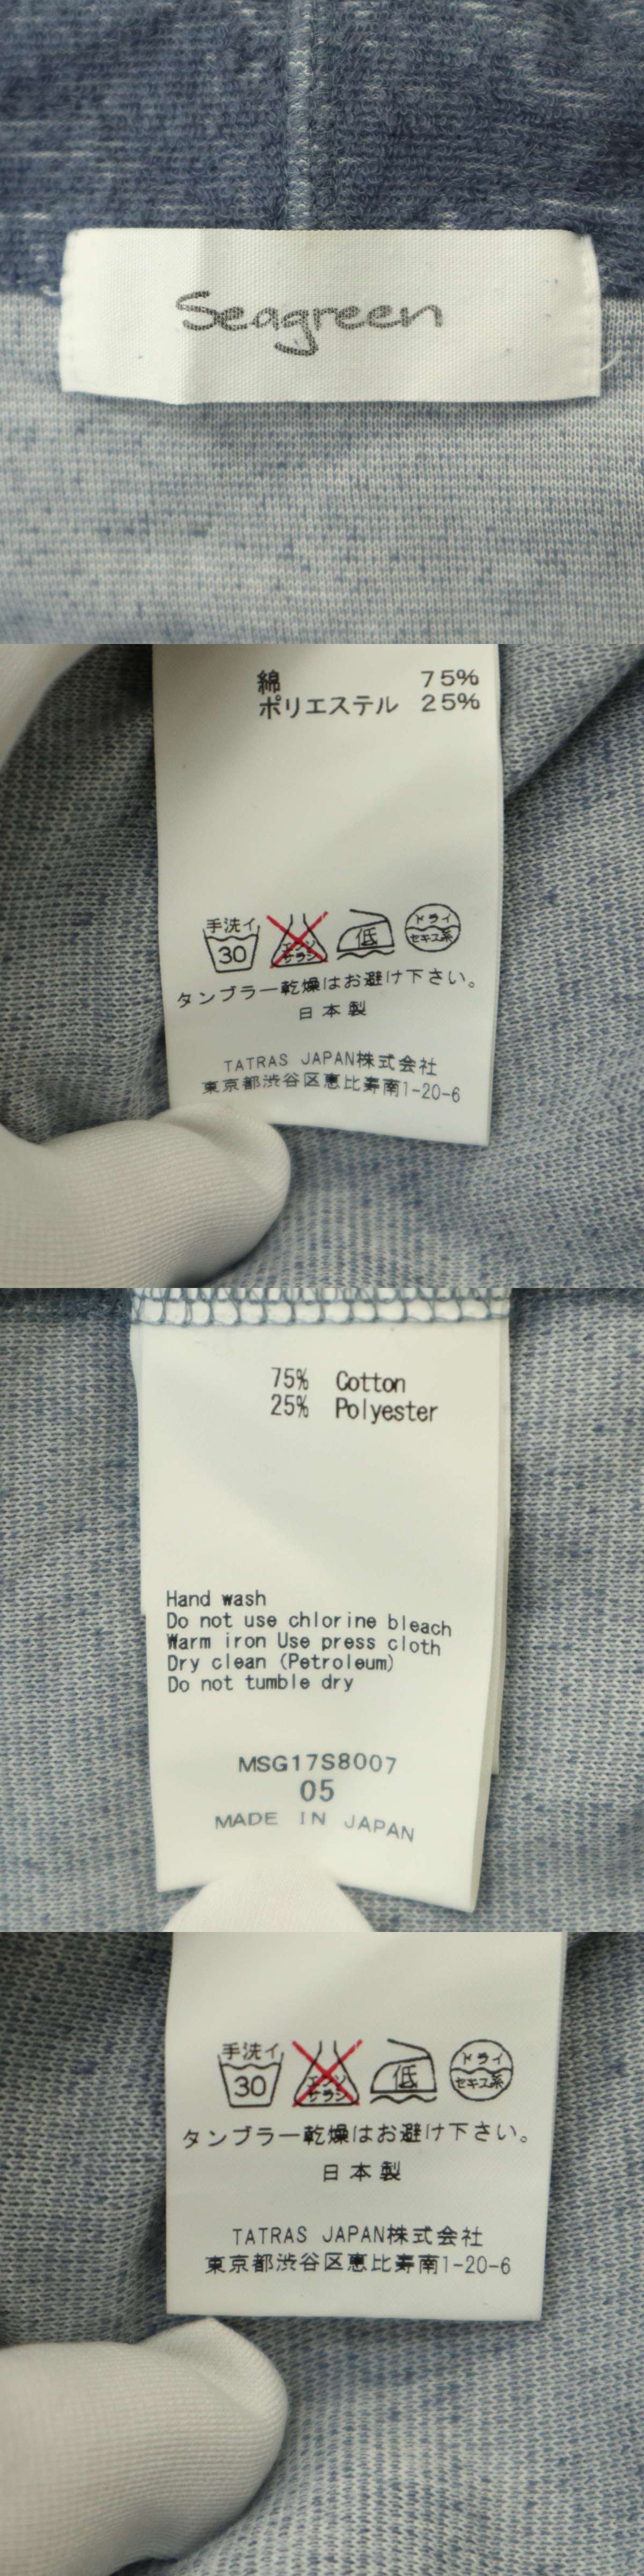 Seagreen
綿 75%
ポリエステル 25%
手洗イ
30
エンソ
サラシ
低
ドライ
セキユ系
タンブラー乾燥はお避け下さい。
日本製
TATRAS JAPAN株式会社
東京都渋谷区恵比寿南1-20-6
75% Cotton
25% Polyester
Hand wash
Do not use chlorine bleach
Warm iron Use press cloth
Dry clean (Petroleum)
Do not tumble dry
MSG17S8007
05
MADE IN JAPAN
手洗イ
30
エンソ
サラシ
低
ドライ
セキユ系
タンブラー乾燥はお避け下さい。
日本製
TATRAS JAPAN株式会社
東京都渋谷区恵比寿南1-20-6